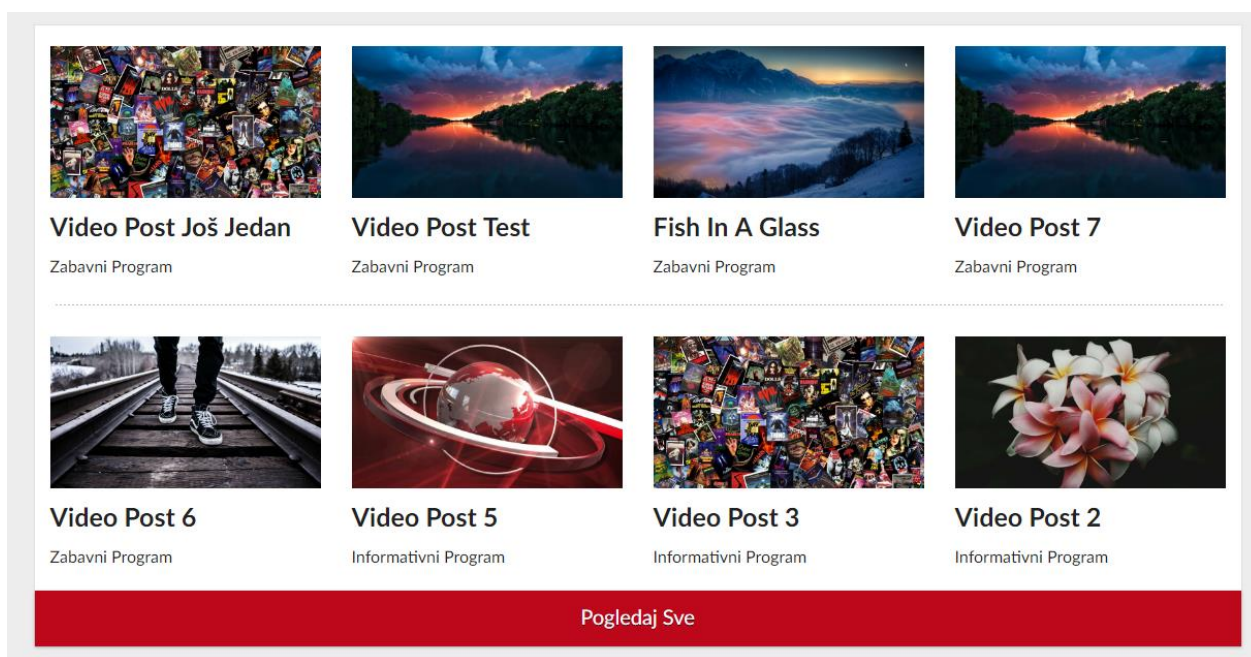 Video Post Još Jedan
Video Post Test
Fish In A Glass
Video Post 7
Zabavni Program
Zabavni Program
Zabavni Program
Zabavni Program
Video Post 6
Video Post 5
Video Post 3
Video Post 2
Zabavni Program
Informativni Program
Informativni Program
Informativni Program
Pogledaj Sve